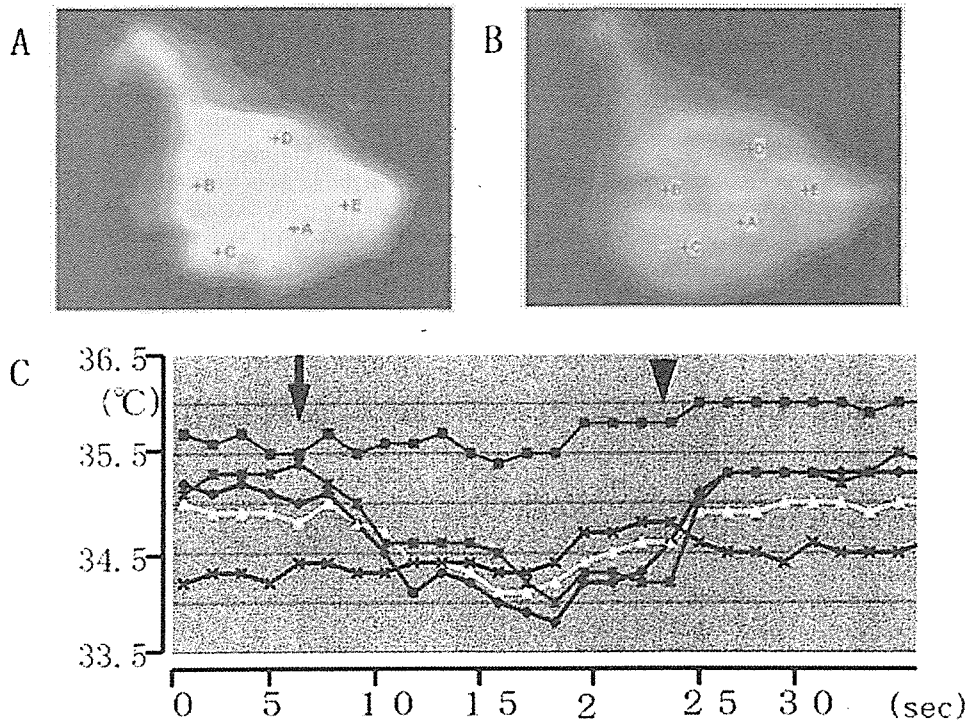 A
B
+D
+B
+E
+A
+C
+D
+B
+E
+A
+C
C
36.5
(℃)
35.5
34.5
33.5
0 5 10 15 2 25 30 (sec)